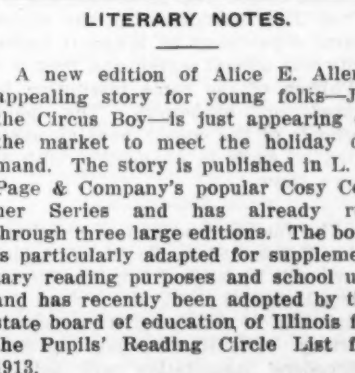 LITERARY NOTES.
A new edition of Alice E. Allen
appealing story for young folks—J
the Circus Boy—is just appearing
the market to meet the holiday d
mand. The story is published in L.
Page & Company's popular Cosy Co
ner Series and has already r
through three large editions. The bo
is particularly adapted for suppleme
tary reading purposes and school u
and has recently been adopted by t
state board of education of Illinois f
the Pupils' Reading Circle List f
1913.